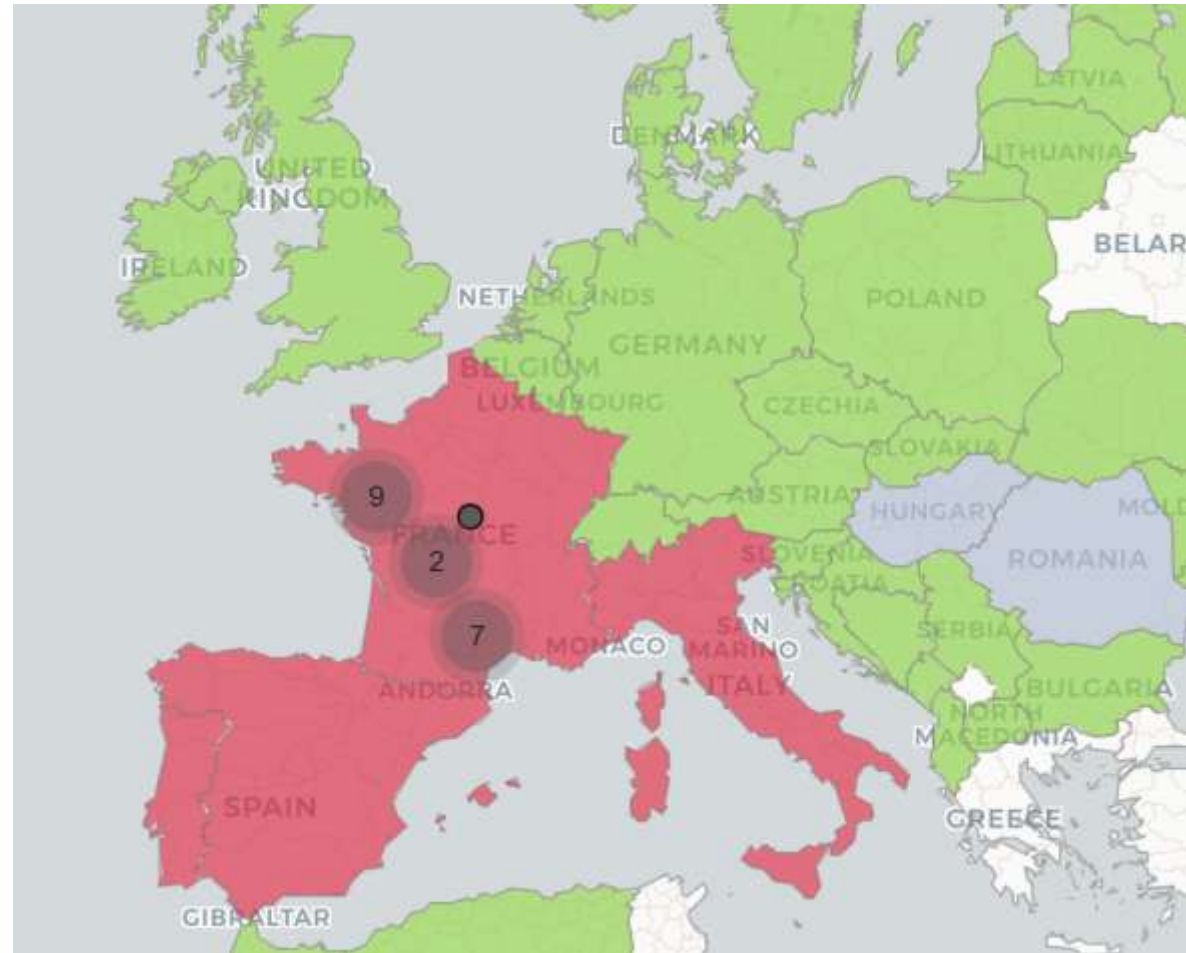 LATVIA
DENMARK
LITHUANIA
UNITED
KINGDOM
BELAR
IRELAND
NETHERLANDS
POLAND
GERMANY
BELGIUM
LUXEMBOURG
CZECHIA
SLOVAKIA
9
AUSTRIA
HUNGARY
MOLD
FRANCE
2
SLOVENIA
ROMANIA
CROATIA
7
SAN
MARINO
MONACO
SERBIA
ANDORRA
ITALY
BULGARIA
NORTH
MACEDONIA
SPAIN
GREECE
GIBRALTAR